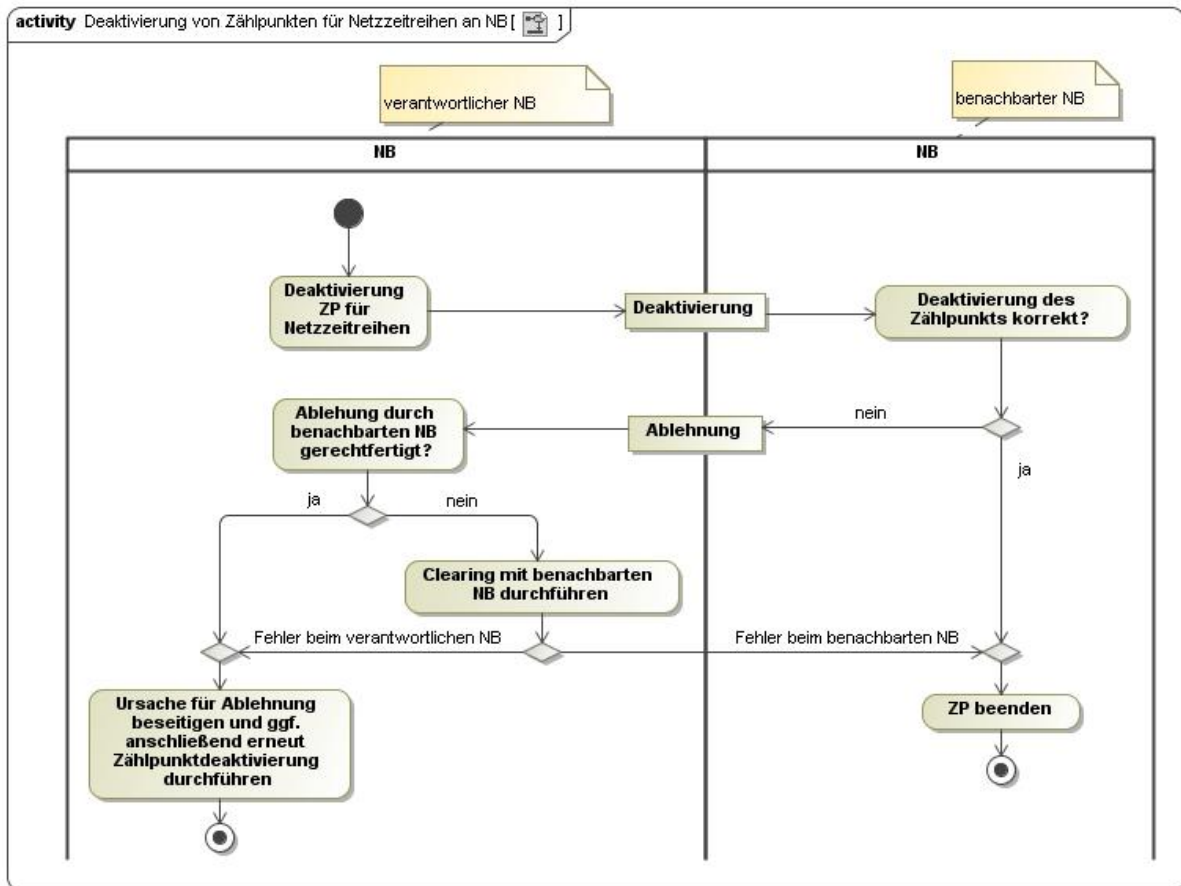 activity Deaktivierung von Zählpunkten für Netzzeitreihen an NB [ ]
verantwortlicher NB
benachbarter NB
NB
NB
Deaktivierung
ZP für
Netzzeitreihen
Deaktivierung
Deaktivierung des
Zählpunkts korrekt?
Ablehung durch
benachbarten NB
gerechtfertigt?
Ablehnung
nein
ja
ja
nein
Clearing mit benachbarten
NB durchführen
Fehler beim verantwortlichen NB
Fehler beim benachbarten NB
Ursache für Ablehnung
beseitigen und ggf.
anschließend erneut
Zählpunktdeaktivierung
durchführen
ZP beenden